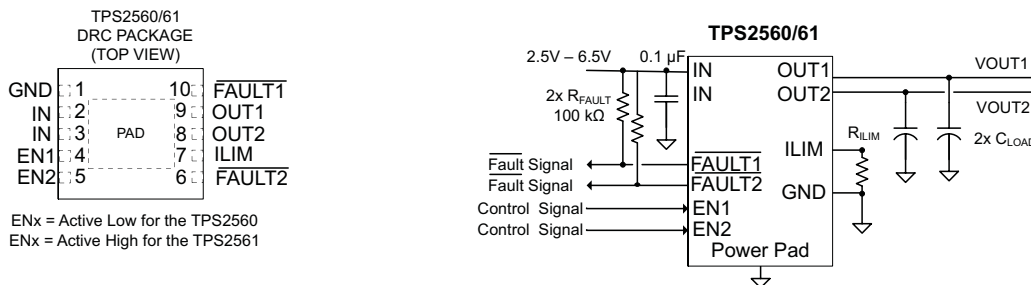 TPS2560/61
DRC PACKAGE
(TOP VIEW)
GND 1
IN 2
IN 3
EN1 4
EN2 5
PAD
10 FAULT1
9 OUT1
8 OUT2
7 ILIM
6 FAULT2
ENx = Active Low for the TPS2560
ENx = Active High for the TPS2561
TPS2560/61
2.5V – 6.5V
0.1 µF
2x RFAULT
100 kΩ
IN
IN
OUT1
OUT2
VOUT1
VOUT2
RILIM
2x CLOAD
ILIM
GND
Fault Signal
Fault Signal
Control Signal
Control Signal
FAULT1
FAULT2
EN1
EN2
Power Pad